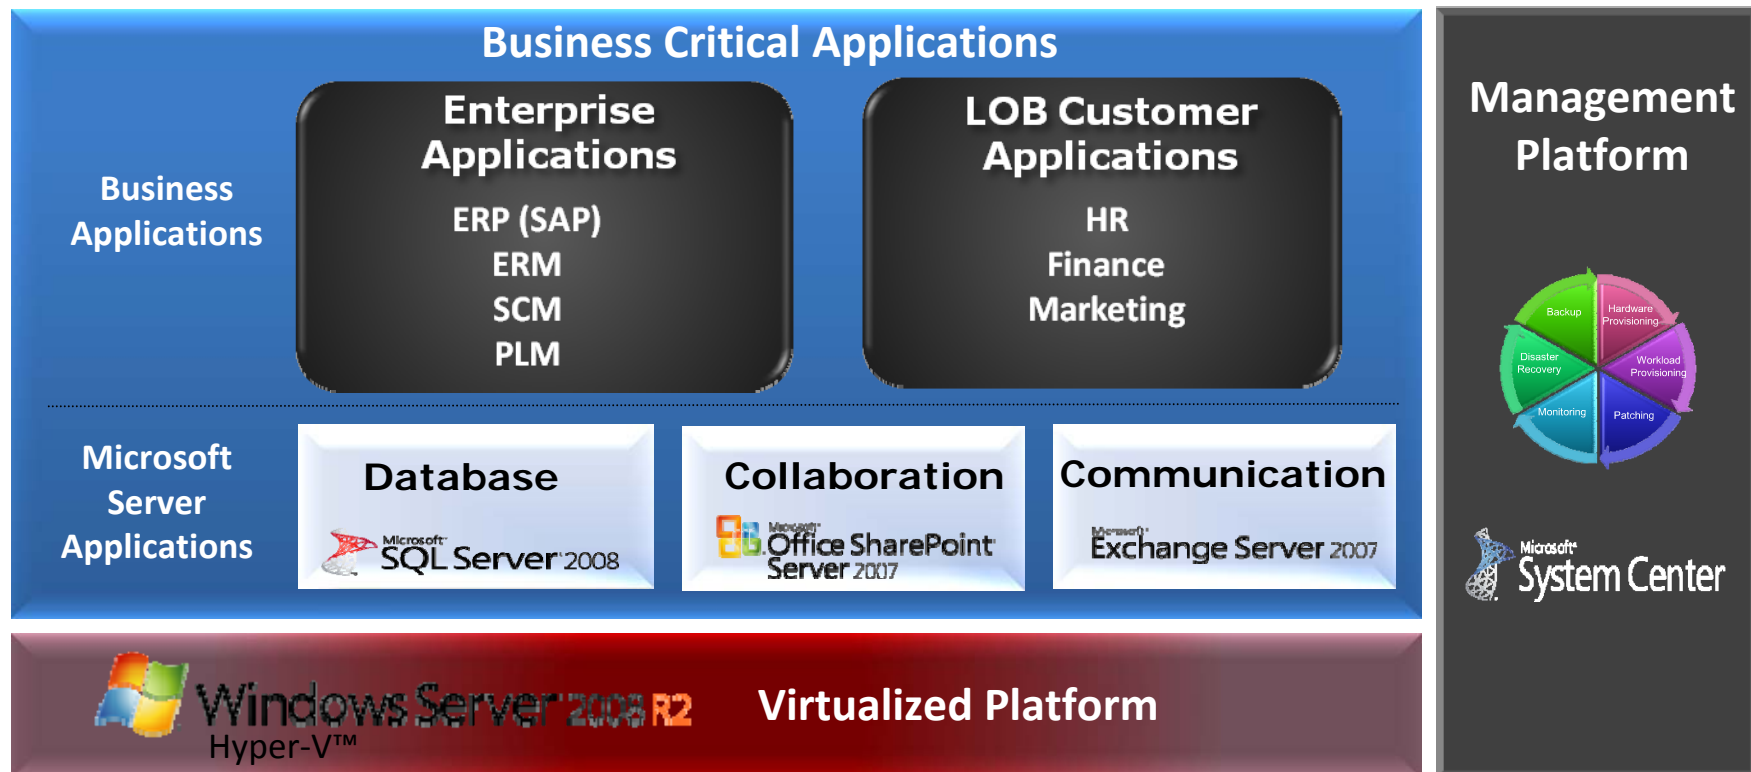 Business Critical Applications
Business
Applications
Enterprise
Applications
ERP (SAP)
ERM
SCM
PLM
LOB Customer
Applications
HR
Finance
Marketing
Microsoft
Server
Applications
Database
Microsoft
SQL Server 2008
Collaboration
Microsoft
Office SharePoint
Server 2007
Communication
Microsoft
Exchange Server 2007
Windows Server 2008 R2
Hyper-V™
Virtualized Platform
Management
Platform
Backup
Hardware
Provisioning
Workload
Provisioning
Patching
Monitoring
Disaster
Recovery
Microsoft
System Center